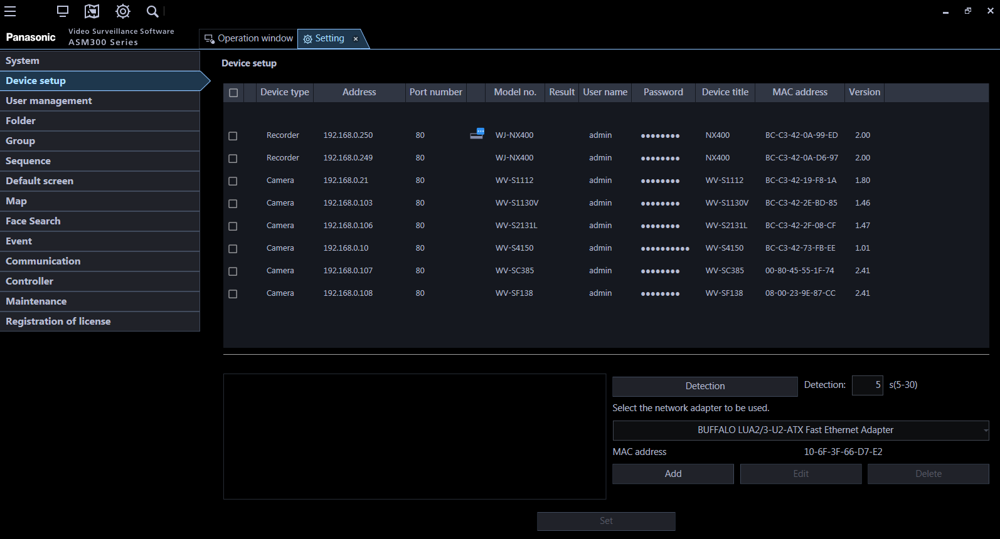 Panasonic
Video Surveillance Software
ASM300 Series
Operation window
Setting
System
Device setup
User management
Folder
Group
Sequence
Default screen
Map
Face Search
Event
Communication
Controller
Maintenance
Registration of license
Device setup
Device type Address Port number Model no. Result User name Password Device title MAC address Version
Recorder 192.168.0.250 80 WJ-NX400 admin ●●●●●●●● NX400 BC-C3-42-0A-99-ED 2.00
Recorder 192.168.0.249 80 WJ-NX400 admin ●●●●●●●● NX400 BC-C3-42-0A-D6-97 2.00
Camera 192.168.0.21 80 WV-S1112 admin ●●●●●●●● WV-S1112 BC-C3-42-19-F8-1A 1.80
Camera 192.168.0.103 80 WV-S1130V admin ●●●●●●●● WV-S1130V BC-C3-42-2E-BD-85 1.46
Camera 192.168.0.106 80 WV-S2131L admin ●●●●●●●● WV-S2131L BC-C3-42-2F-08-CF 1.47
Camera 192.168.0.10 80 WV-S4150 admin ●●●●●●●●●● WV-S4150 BC-C3-42-73-FB-EE 1.01
Camera 192.168.0.107 80 WV-SC385 admin ●●●●●●●● WV-SC385 00-80-45-55-1F-74 2.41
Camera 192.168.0.108 80 WV-SF138 admin ●●●●●●●● WV-SF138 08-00-23-9E-87-CC 2.41
Detection Detection: 5 s(5-30)
Select the network adapter to be used.
BUFFALO LUA2/3-U2-ATX Fast Ethernet Adapter
MAC address 10-6F-3F-66-D7-E2
Add Edit Delete
Set